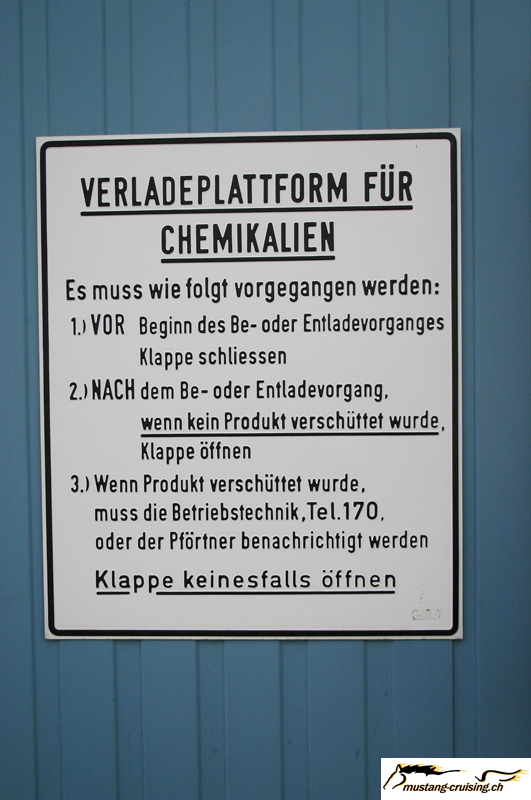 VERLADEPLATTFORM FÜR
CHEMIKALIEN
Es muss wie folgt vorgegangen werden:
1.) VOR Beginn des Be- oder Entladevorganges
Klappe schliessen
2.) NACH dem Be- oder Entladevorgang,
wenn kein Produkt verschüttet wurde,
Klappe öffnen
3.) Wenn Produkt verschüttet wurde,
muss die Betriebstechnik, Tel. 170,
oder der Pförtner benachrichtigt werden
Klappe keinesfalls öffnen
mustang-cruising.ch